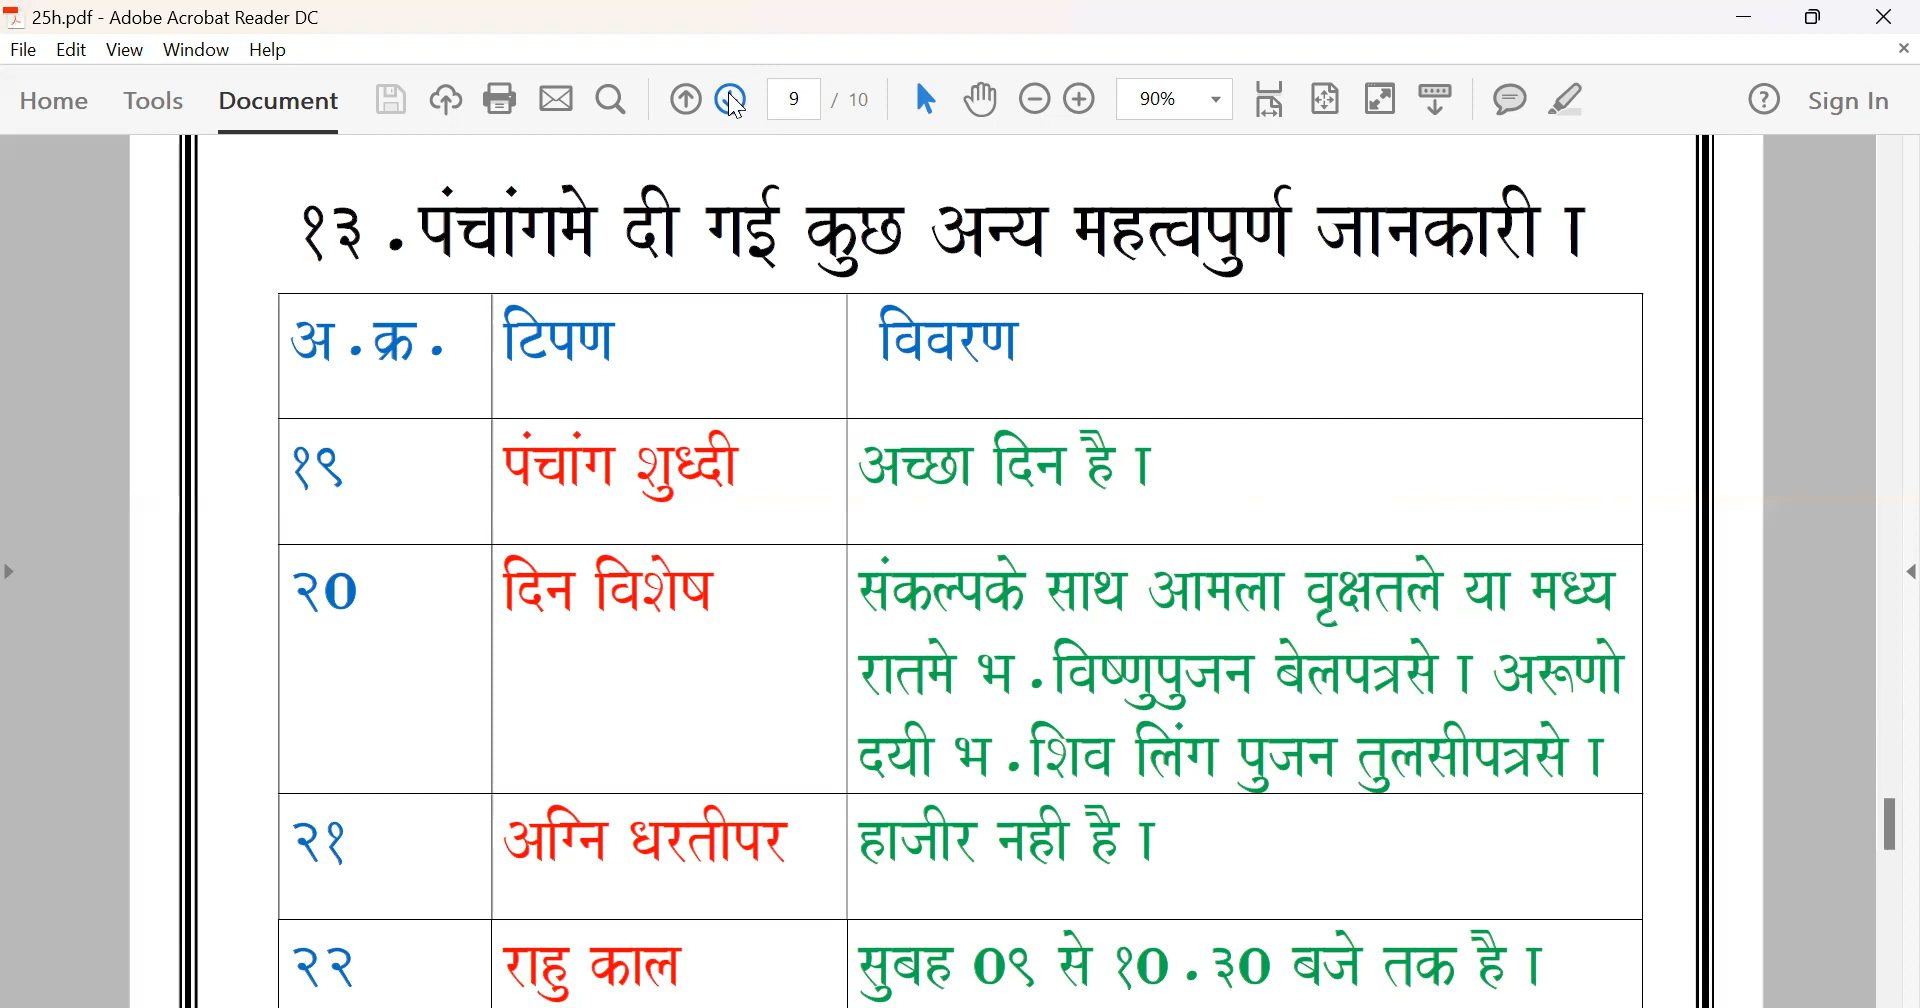 25h.pdf - Adobe Acrobat Reader DC
File Edit View Window Help
Home Tools Document 9 / 10 90% Sign In
१३.पंचांगमे दी गई कुछ अन्य महत्वपुर्ण जानकारी ।
अ.क्र. टिपण विवरण
१९ पंचांग शुध्दी अच्छा दिन है ।
२० दिन विशेष संकल्पके साथ आमला वृक्षतले या मध्य
रातमे भ.विष्णुपुजन बेलपत्रसे । अरूणो
दयी भ.शिव लिंग पुजन तुलसीपत्रसे ।
२१ अग्नि धरतीपर हाजीर नही है ।
२२ राहु काल सुबह ०९ से १०.३० बजे तक है ।